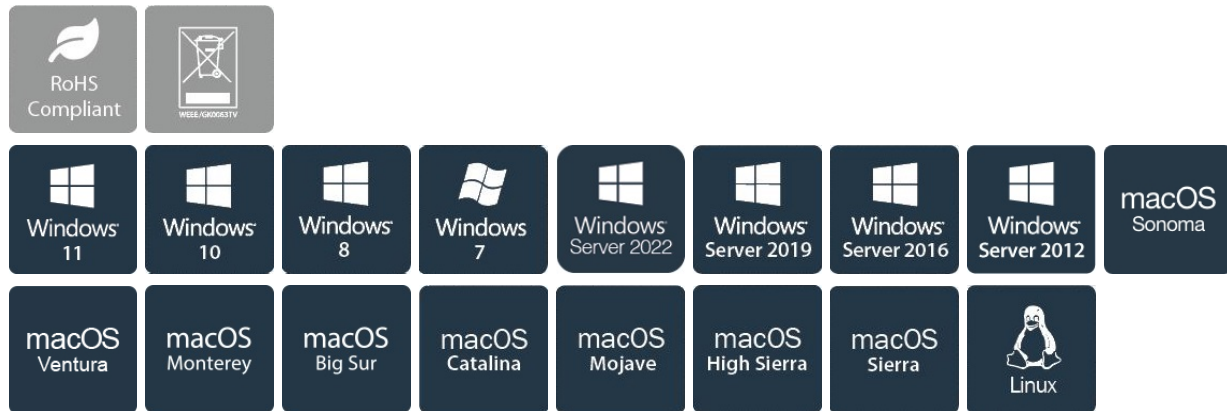 RoHS
Compliant
WEEE/GK0063TV
Windows
11
Windows
10
Windows
8
Windows
7
Windows
Server 2022
Windows
Server 2019
Windows
Server 2016
Windows
Server 2012
macOS
Sonoma
macOS
Ventura
macOS
Monterey
macOS
Big Sur
macOS
Catalina
macOS
Mojave
macOS
High Sierra
macOS
Sierra
Linux